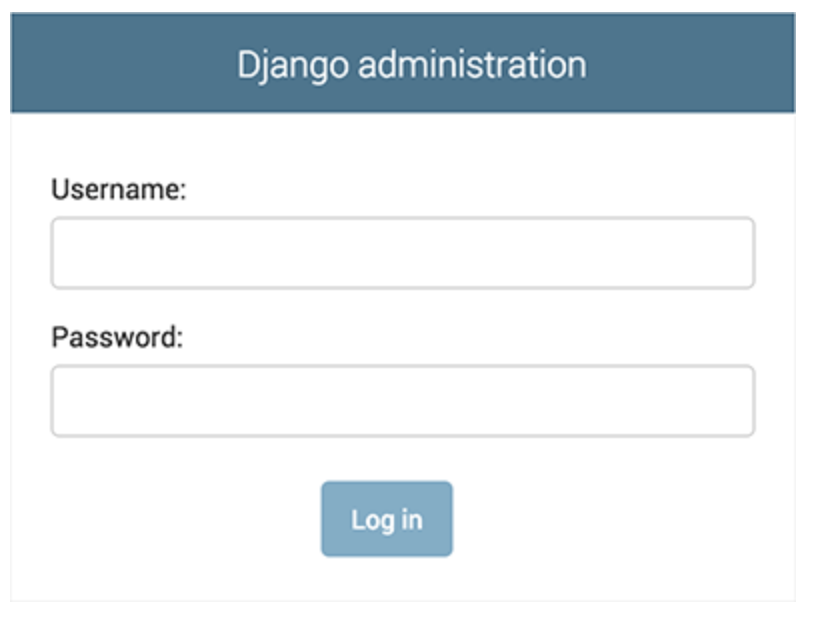 Django administration
Username:
Password:
Log in